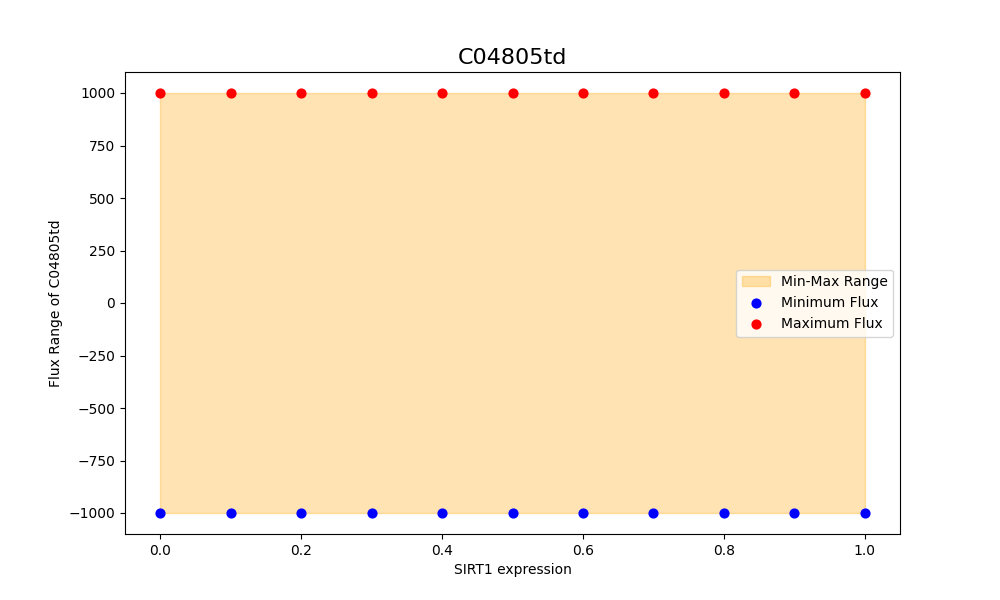 C04805td
Flux Range of C04805td
1000
750
500
250
0
−250
−500
−750
−1000
Min-Max Range
Minimum Flux
Maximum Flux
0.0 0.2 0.4 0.6 0.8 1.0
SIRT1 expression